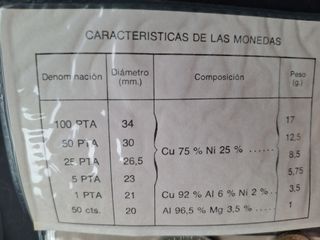 CARACTERISTICAS DE LAS MONEDAS
Denominación Diámetro (mm.) Composición Peso (g.)
100 PTA 34 17
50 PTA 30 12,5
Cu 75 % Ni 25 % ......
25 PTA 26,5 8,5
5 PTA 23 5,75
1 PTA 21 Cu 92 % Al 6 % Ni 2 % .. 3,5
50 cts. 20 Al 96,5 % Mg 3,5 % .... 1